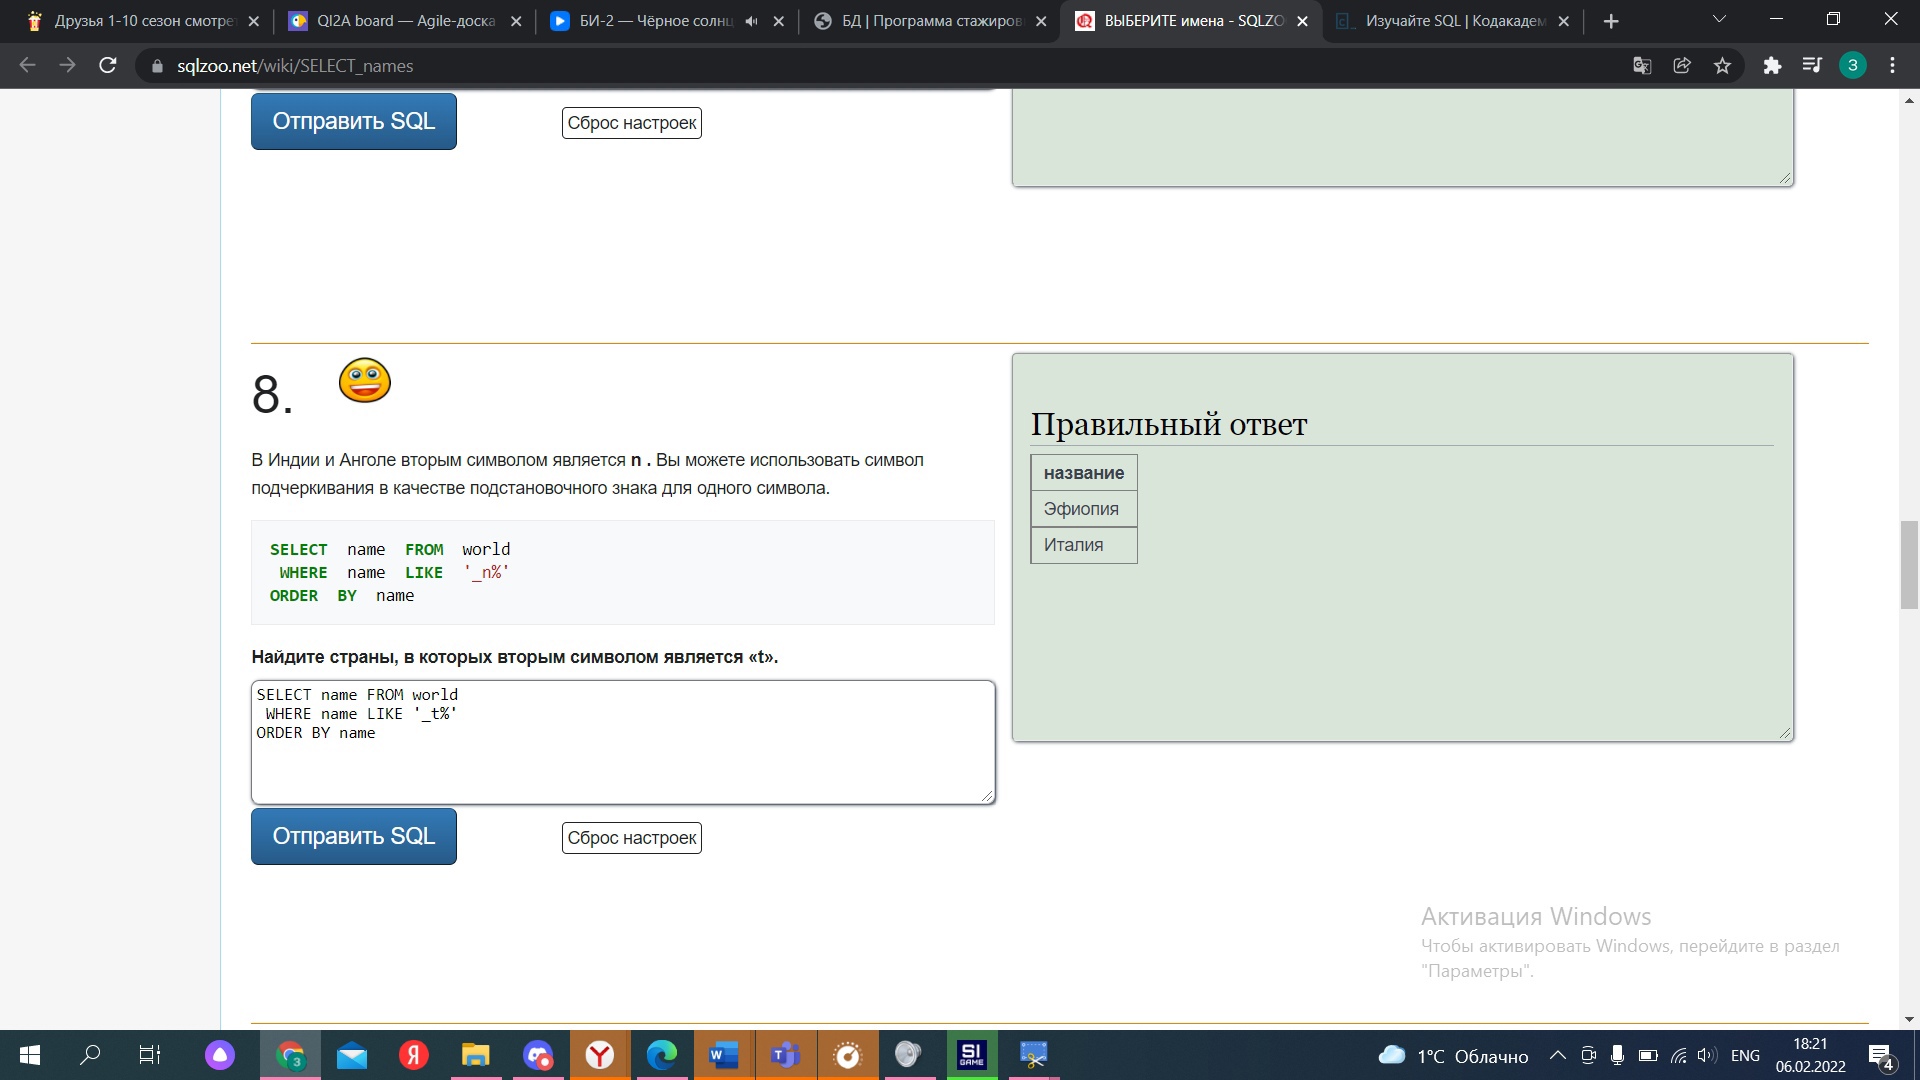 Друзья 1-10 сезон смотре
QI2A board — Agile-доска
БИ-2 — Чёрное солнц
БД | Программа стажиров
ВЫБЕРИТЕ имена - SQLZO
Изучайте SQL | Кодакадем
sqlzoo.net/wiki/SELECT_names
3
Отправить SQL
Сброс настроек
8.
В Индии и Анголе вторым символом является n . Вы можете использовать символ
подчеркивания в качестве подстановочного знака для одного символа.
SELECT name FROM world
WHERE name LIKE '_n%'
ORDER BY name
Найдите страны, в которых вторым символом является «t».
SELECT name FROM world
WHERE name LIKE '_t%'
ORDER BY name
Отправить SQL
Сброс настроек
Правильный ответ
название
Эфиопия
Италия
Активация Windows
Чтобы активировать Windows, перейдите в раздел
"Параметры".
SI
GAME
1°C Облачно
ENG
18:21
06.02.2022
4